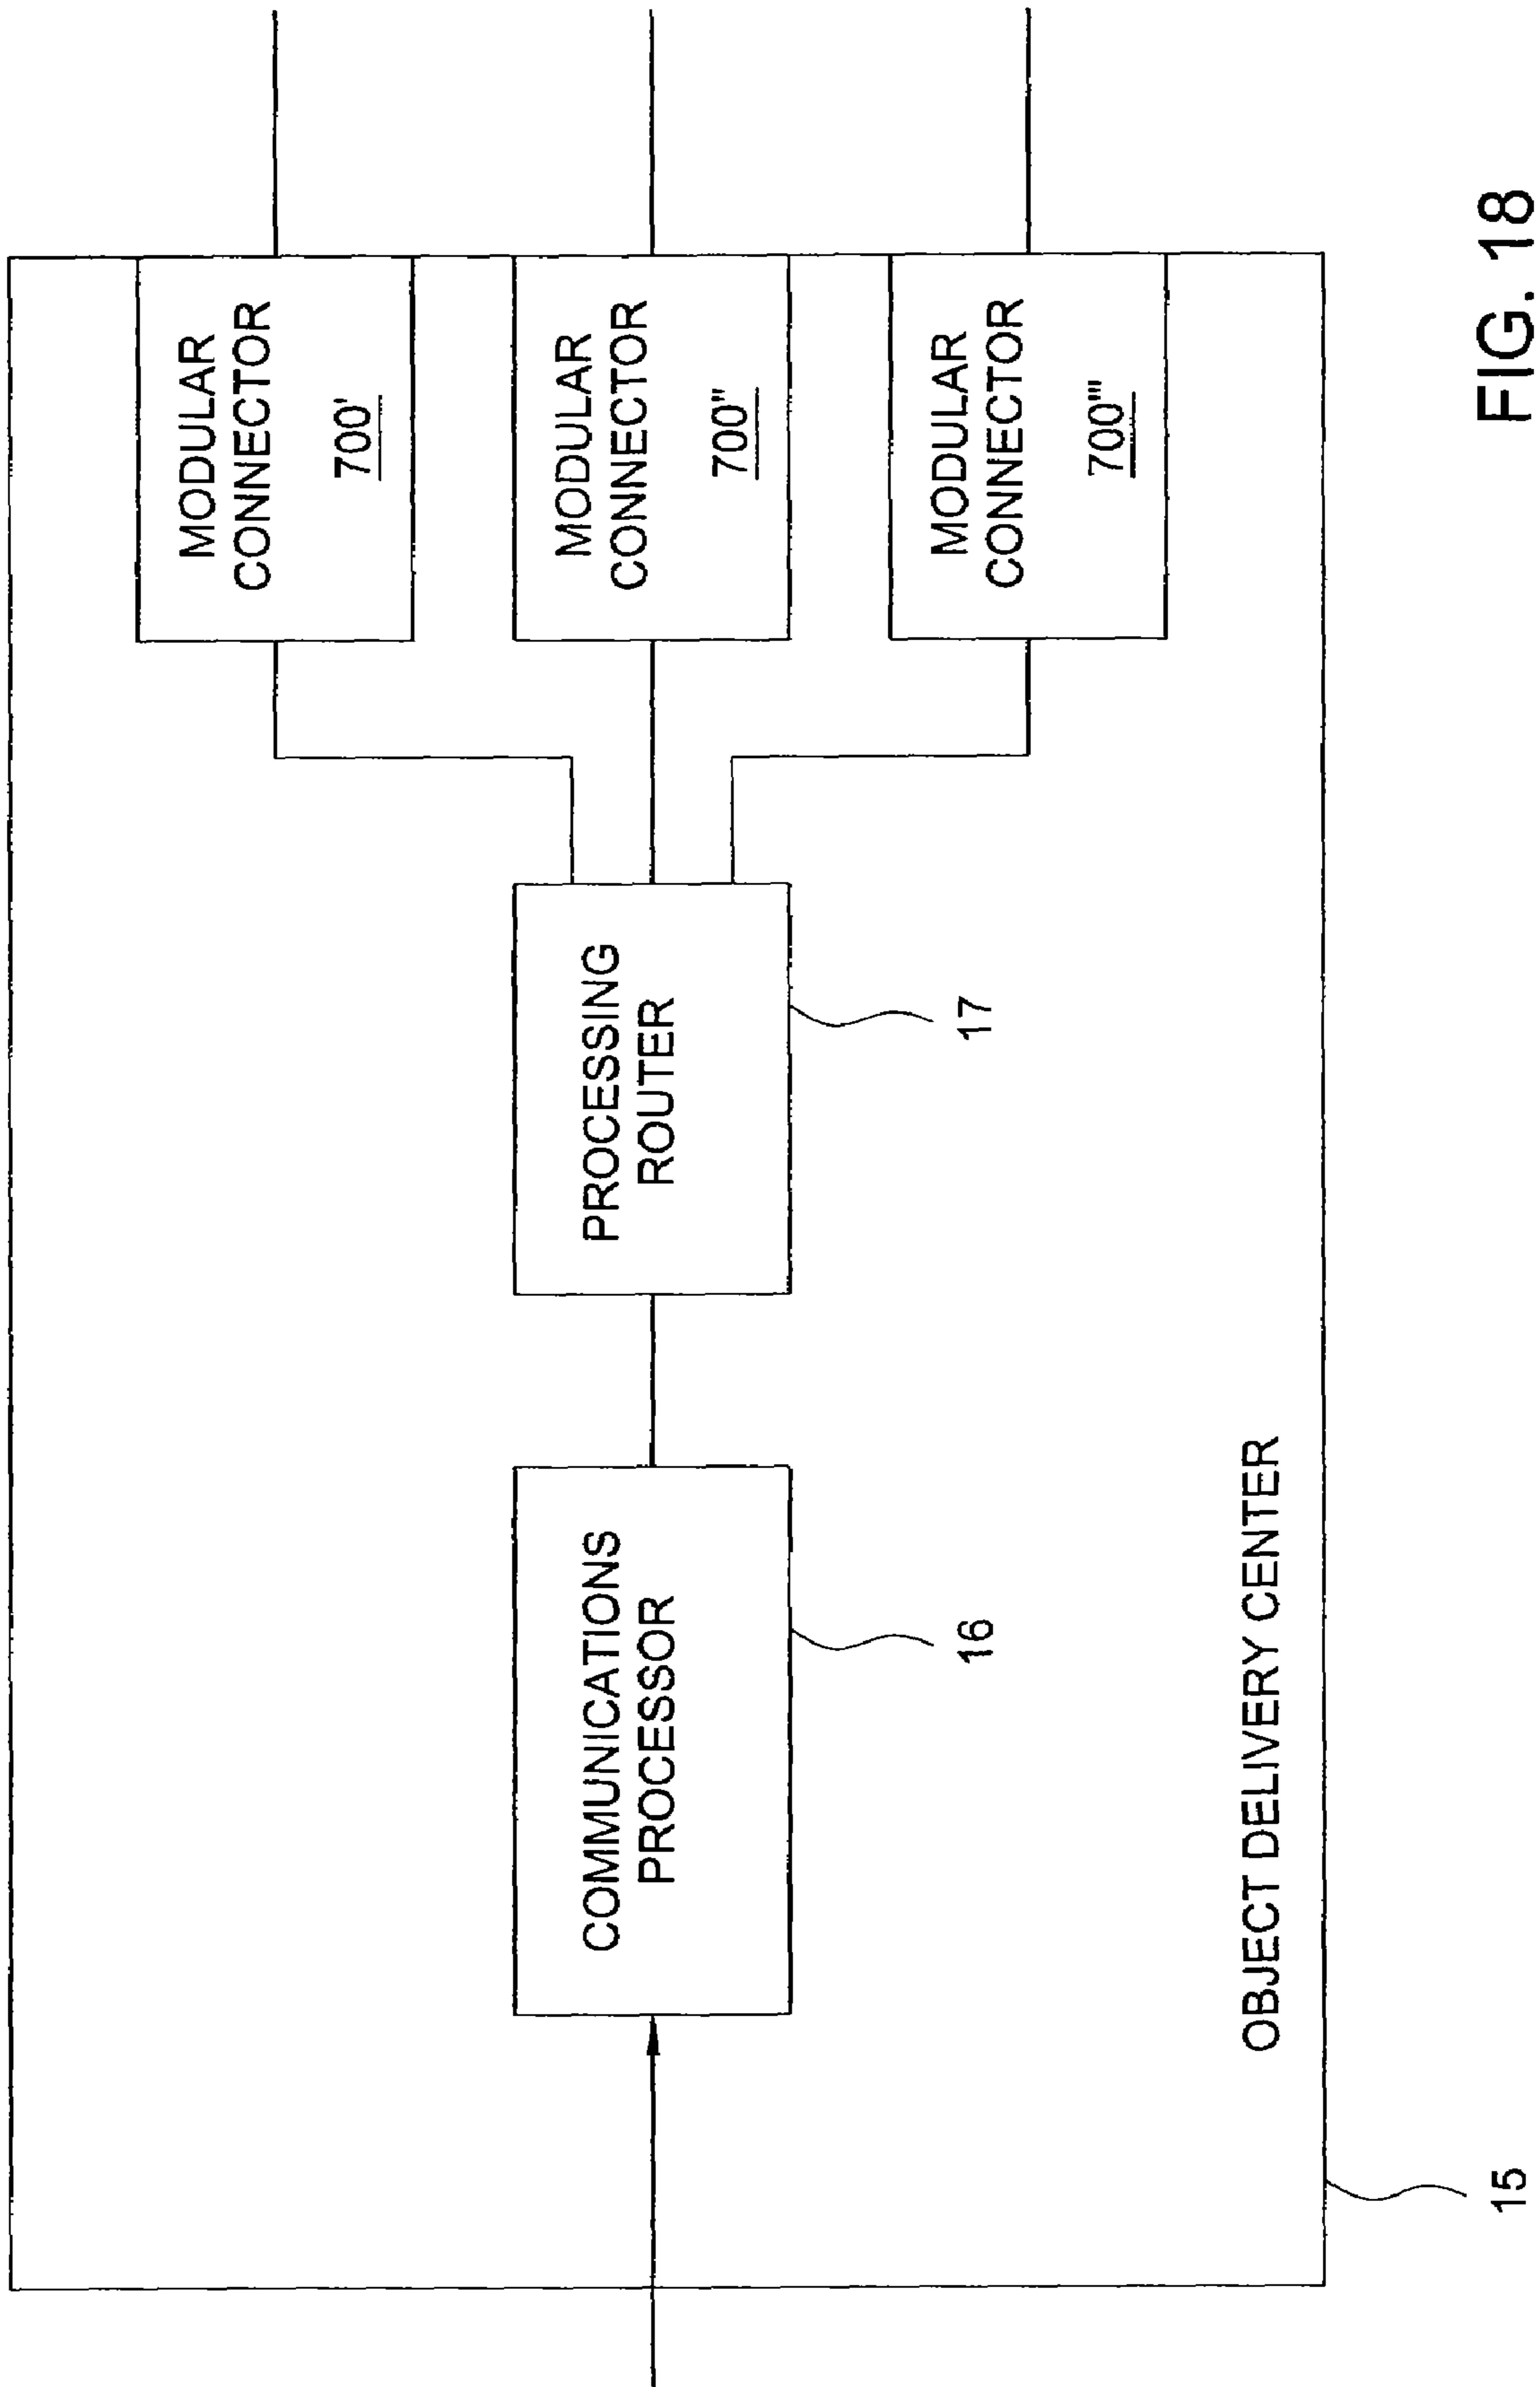 MODULAR
CONNECTOR
700'
MODULAR
CONNECTOR
700"
MODULAR
CONNECTOR
700'"
PROCESSING
ROUTER
17
COMMUNICATIONS
PROCESSOR
16
OBJECT DELIVERY CENTER
15
FIG. 18